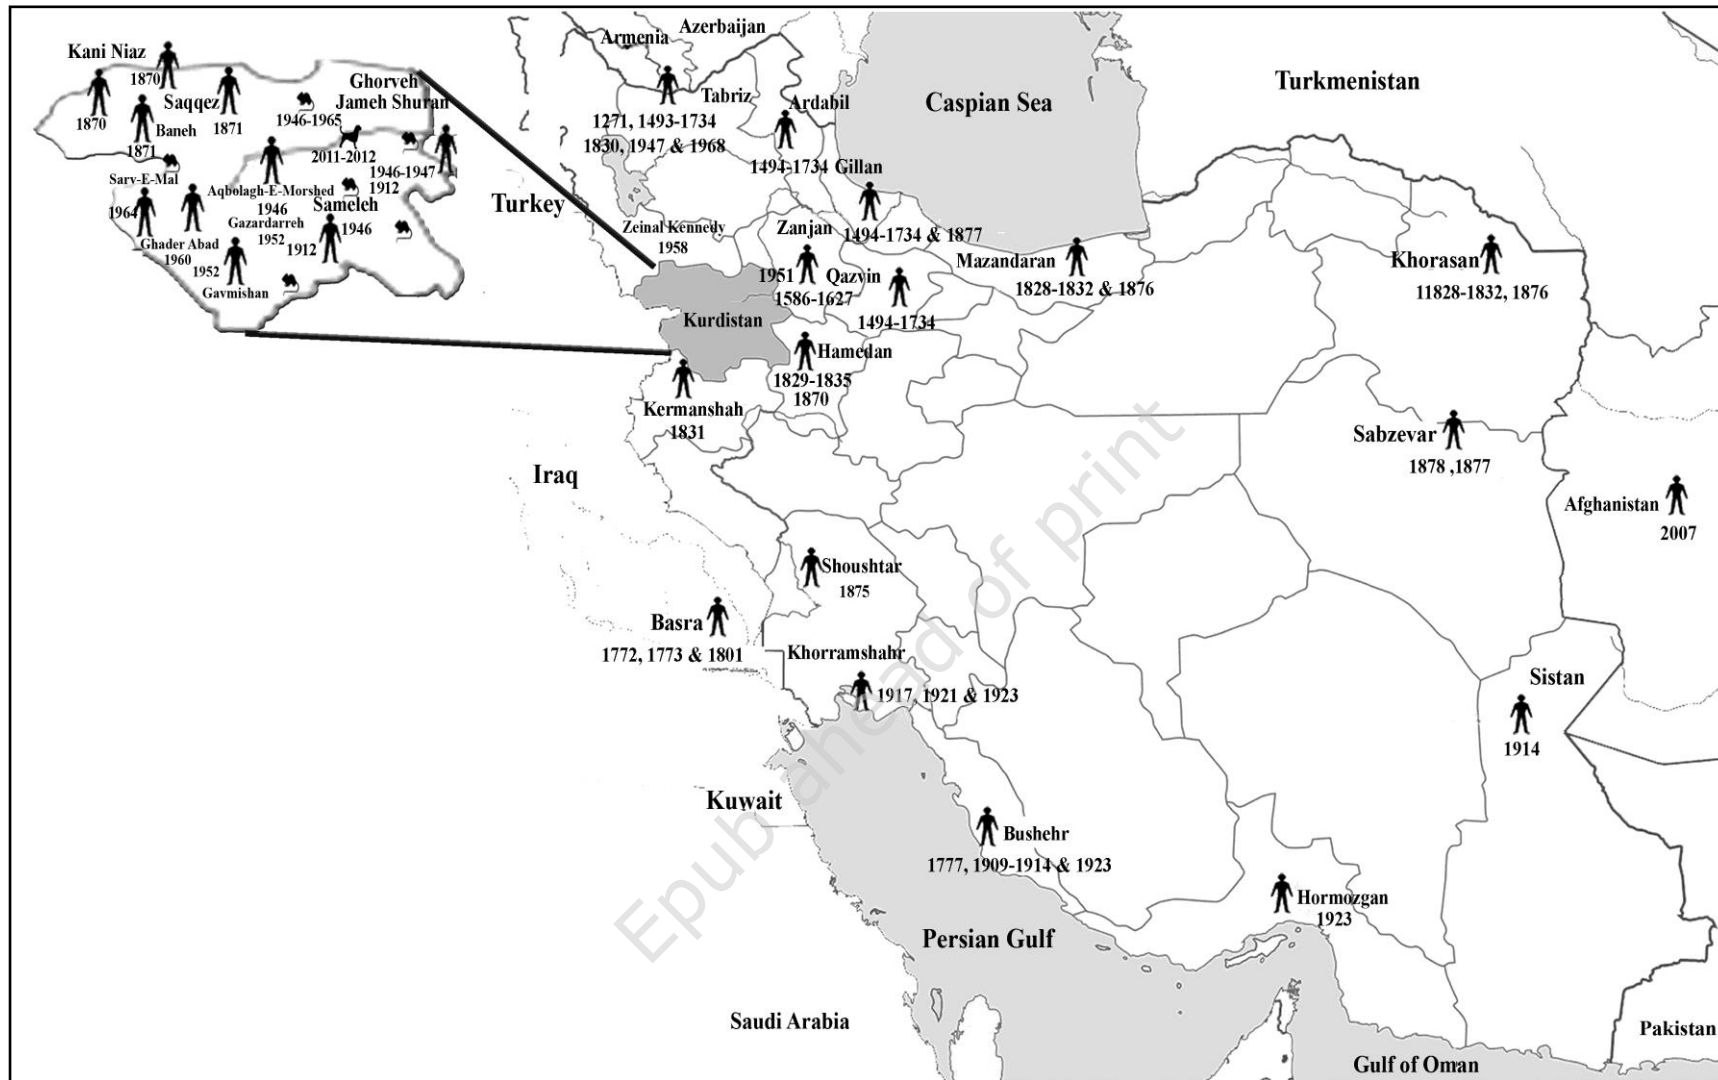 Kani Niaz
1870
1870
Saqqez
1871
Baneh
1871
Ghorveh
Jameh Shuran
1946-1965
2011-2012
1946-1947
1912
Sarv-E-Mal
1964
Aqbolagh-E-Morshed
1946
Sameleh
1946
Gazardarreh
1952
1912
Ghader Abad
1960
1952
Gavmishan
Armenia
Azerbaijan
Tabriz
1271, 1493-1734
1830, 1947 & 1968
Ardabil
1494-1734
Gillan
1494-1734 & 1877
Caspian Sea
Turkmenistan
Turkey
Zeinal Kennedy
1958
Zanjan
1951
1586-1627
Qazvin
1494-1734
Mazandaran
1828-1832 & 1876
Khorasan
11828-1832, 1876
Kurdistan
Hamedan
1829-1835
1870
Kermanshah
1831
Sabzevar
1878 ,1877
Iraq
Afghanistan
2007
Shoushtar
1875
Basra
1772, 1773 & 1801
Khorramshahr
1917, 1921 & 1923
Sistan
1914
Kuwait
Bushehr
1777, 1909-1914 & 1923
Hormozgan
1923
Persian Gulf
Saudi Arabia
Pakistan
Gulf of Oman
Epub ahead of print